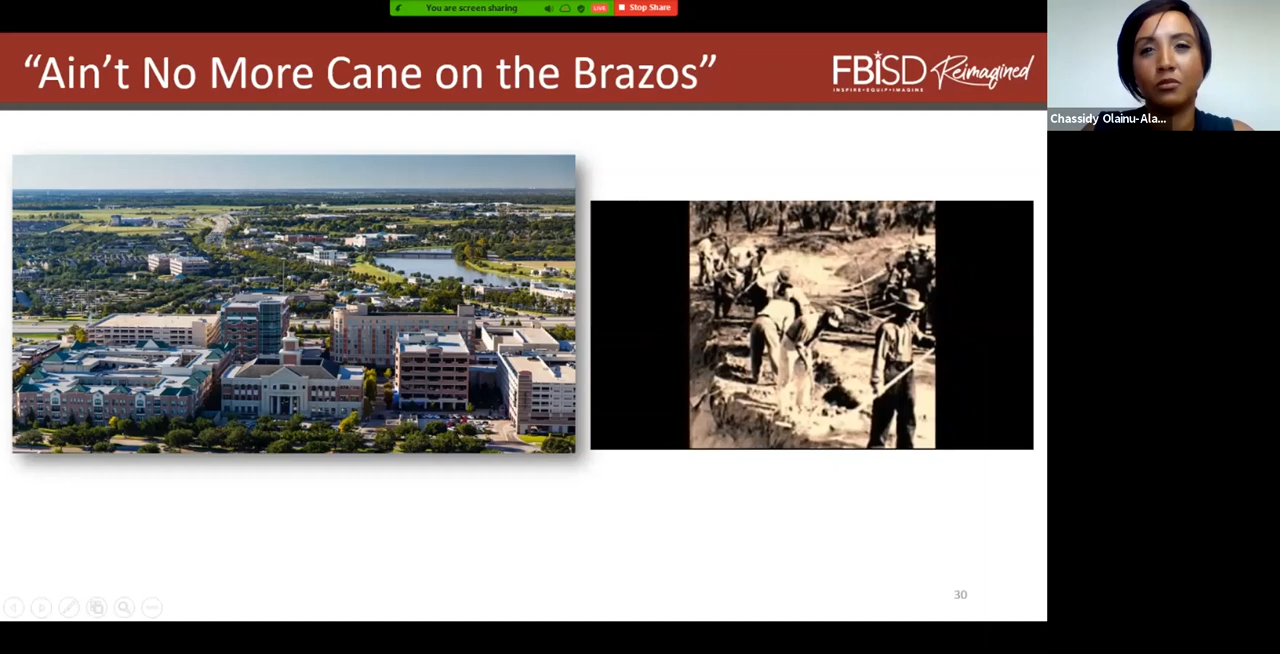 You are screen sharing
LIVE
Stop Share
“Ain’t No More Cane on the Brazos”
FBISD Reimagined
INSPIRE•EQUIP•IMAGINE
Chassidy Olainu-Ala...
30